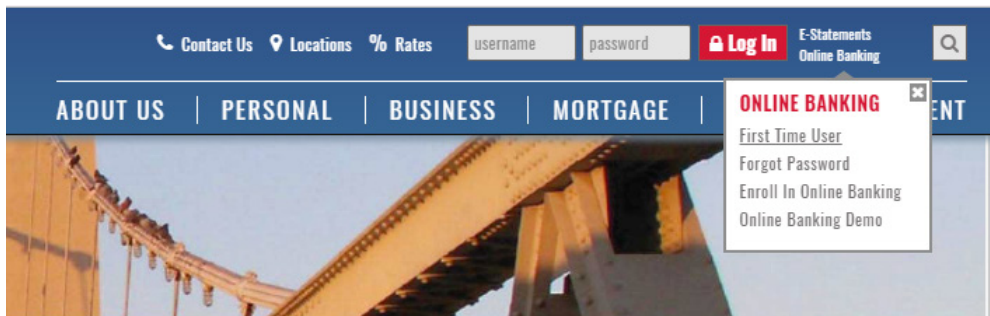 Contact Us Locations % Rates username password Log In E-Statements
Online Banking
ABOUT US PERSONAL BUSINESS MORTGAGE
ONLINE BANKING
First Time User
Forgot Password
Enroll In Online Banking
Online Banking Demo